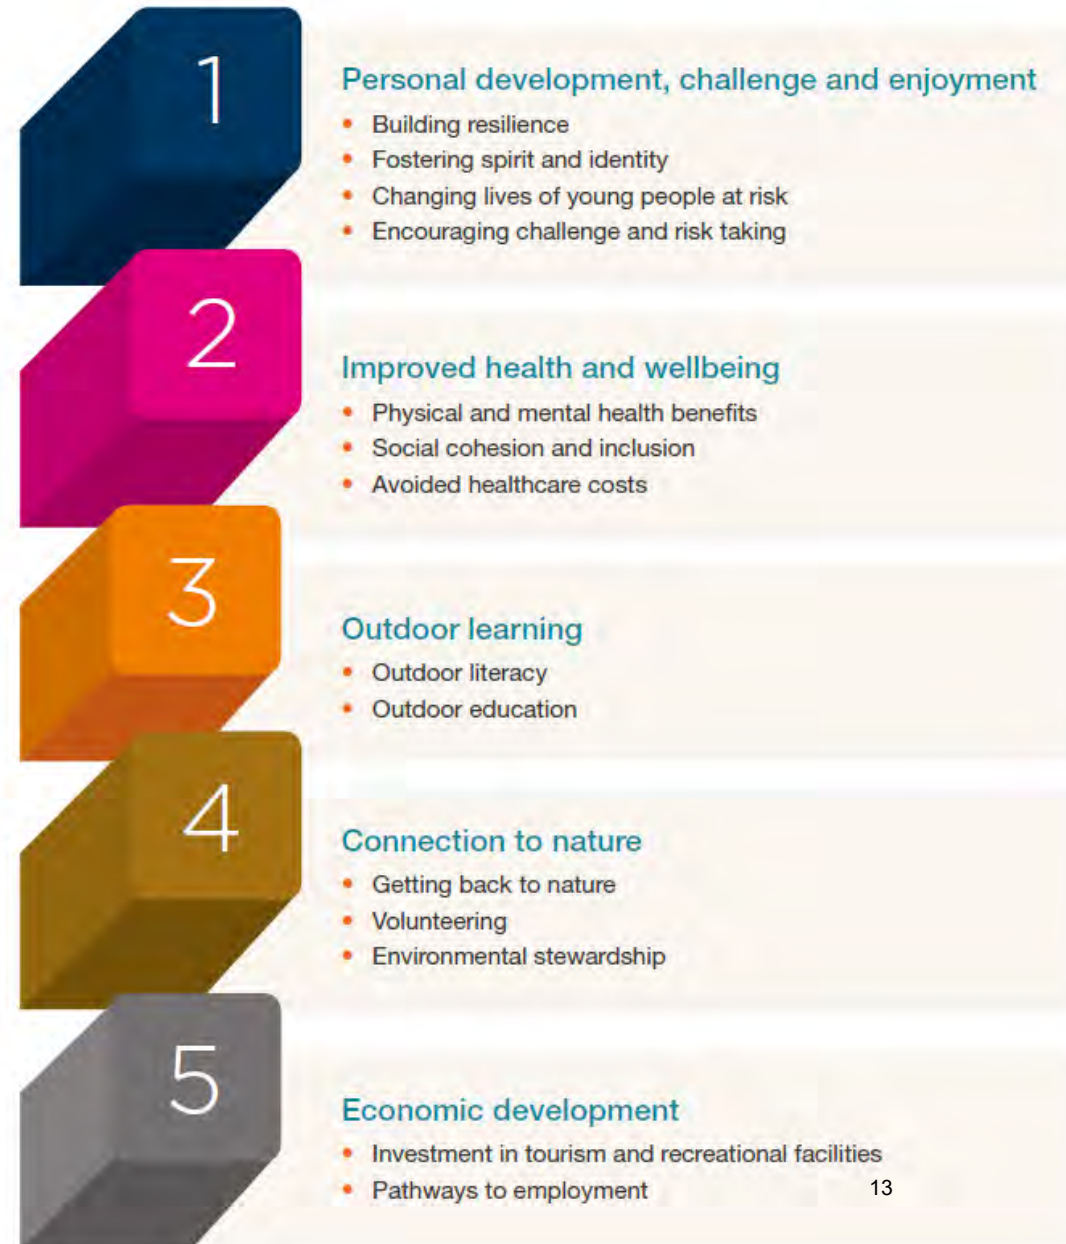 1
Personal development, challenge and enjoyment
• Building resilience
• Fostering spirit and identity
• Changing lives of young people at risk
• Encouraging challenge and risk taking
2
Improved health and wellbeing
• Physical and mental health benefits
• Social cohesion and inclusion
• Avoided healthcare costs
3
Outdoor learning
• Outdoor literacy
• Outdoor education
4
Connection to nature
• Getting back to nature
• Volunteering
• Environmental stewardship
5
Economic development
• Investment in tourism and recreational facilities
• Pathways to employment
13